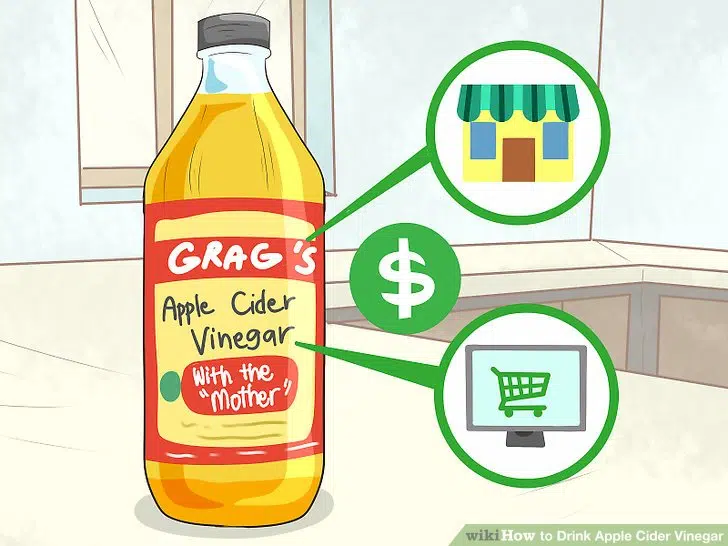 GRAG'S
Apple Cider
Vinegar
With the
"Mother"
$
wikiHow to Drink Apple Cider Vinegar